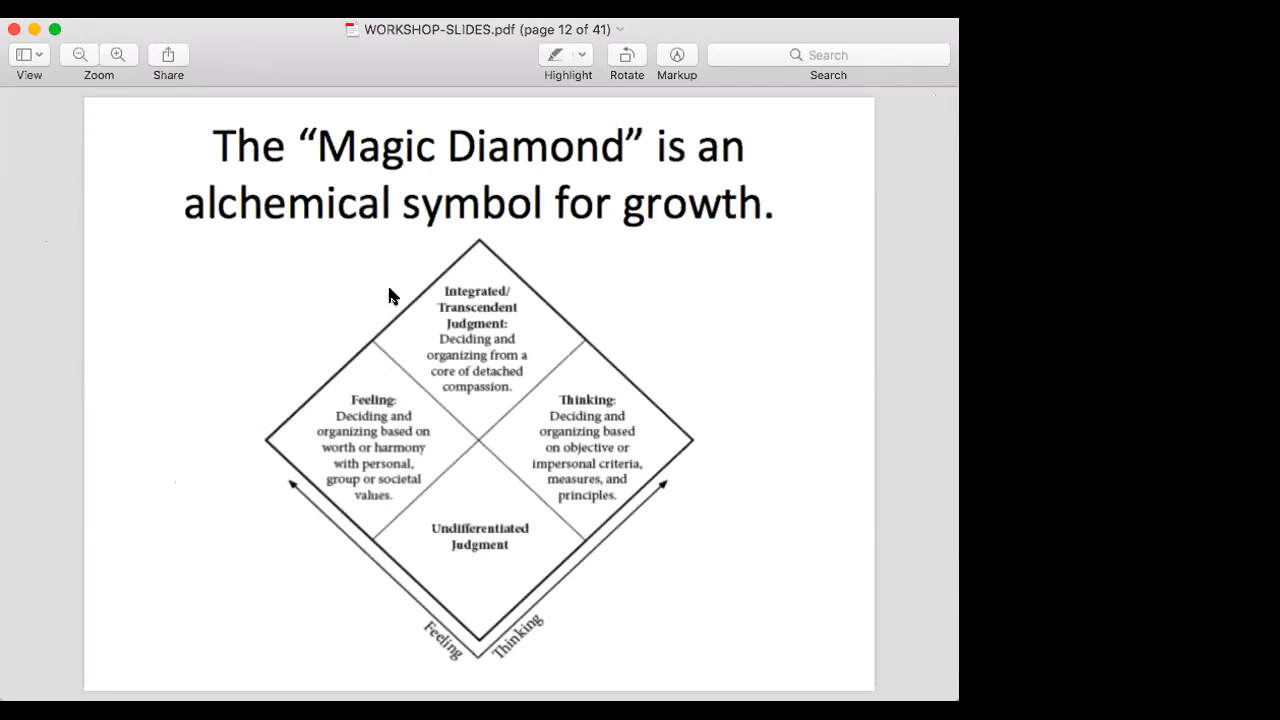 WORKSHOP-SLIDES.pdf (page 12 of 41)
Search
View
Zoom
Share
Highlight
Rotate
Markup
Search
The “Magic Diamond” is an
alchemical symbol for growth.
Integrated/
Transcendent
Judgment:
Deciding and
organizing from a
core of detached
compassion.
Feeling:
Deciding and
organizing based on
worth or harmony
with personal,
group or societal
values.
Thinking:
Deciding and
organizing based
on objective or
impersonal criteria,
measures, and
principles.
Undifferentiated
Judgment
Feeling
Thinking